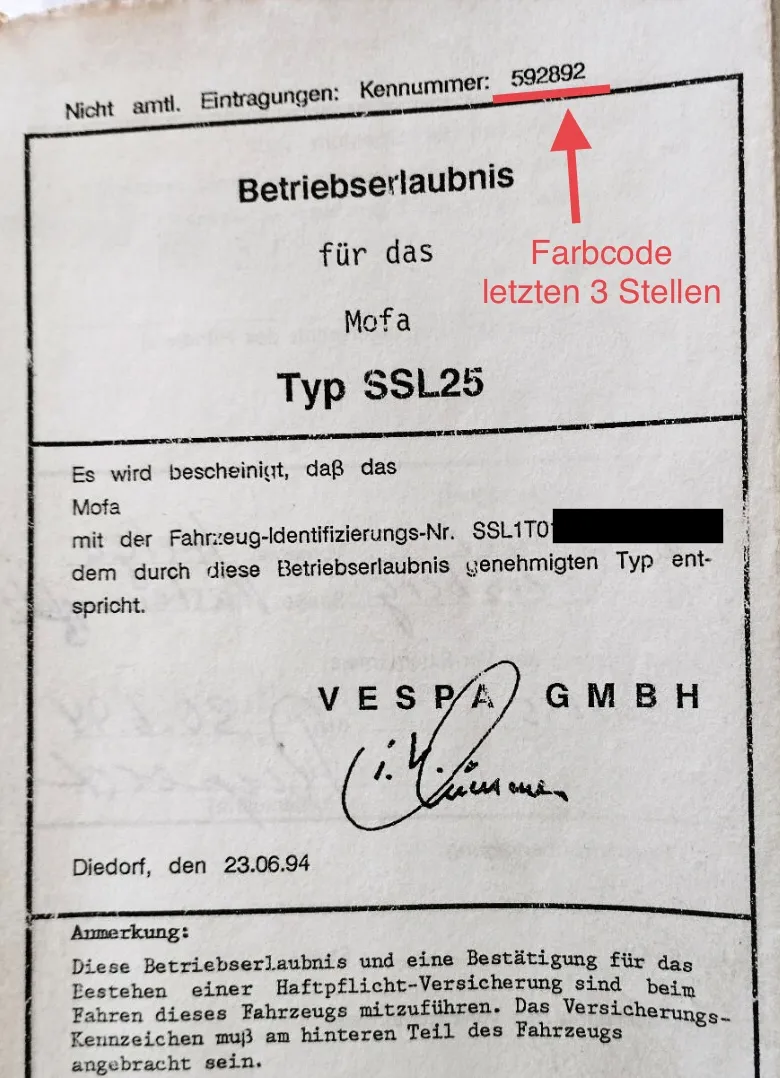 Nicht amtl. Eintragungen: Kennummer: 592892
Betriebserlaubnis
für das
Farbcode
letzten 3 Stellen
Mofa
Typ SSL25
Es wird bescheinigt, daß das
Mofa
mit der Fahrzeug-Identifizierungs-Nr. SSL1T01
dem durch diese Betriebserlaubnis genehmigten Typ ent-
spricht.
VESPA GMBH
Diedorf, den 23.06.94
Anmerkung:
Diese Betriebserlaubnis und eine Bestätigung für das
Bestehen einer Haftpflicht-Versicherung sind beim
Fahren dieses Fahrzeugs mitzuführen. Das Versicherungs-
Kennzeichen muß am hinteren Teil des Fahrzeugs
angebracht sein.